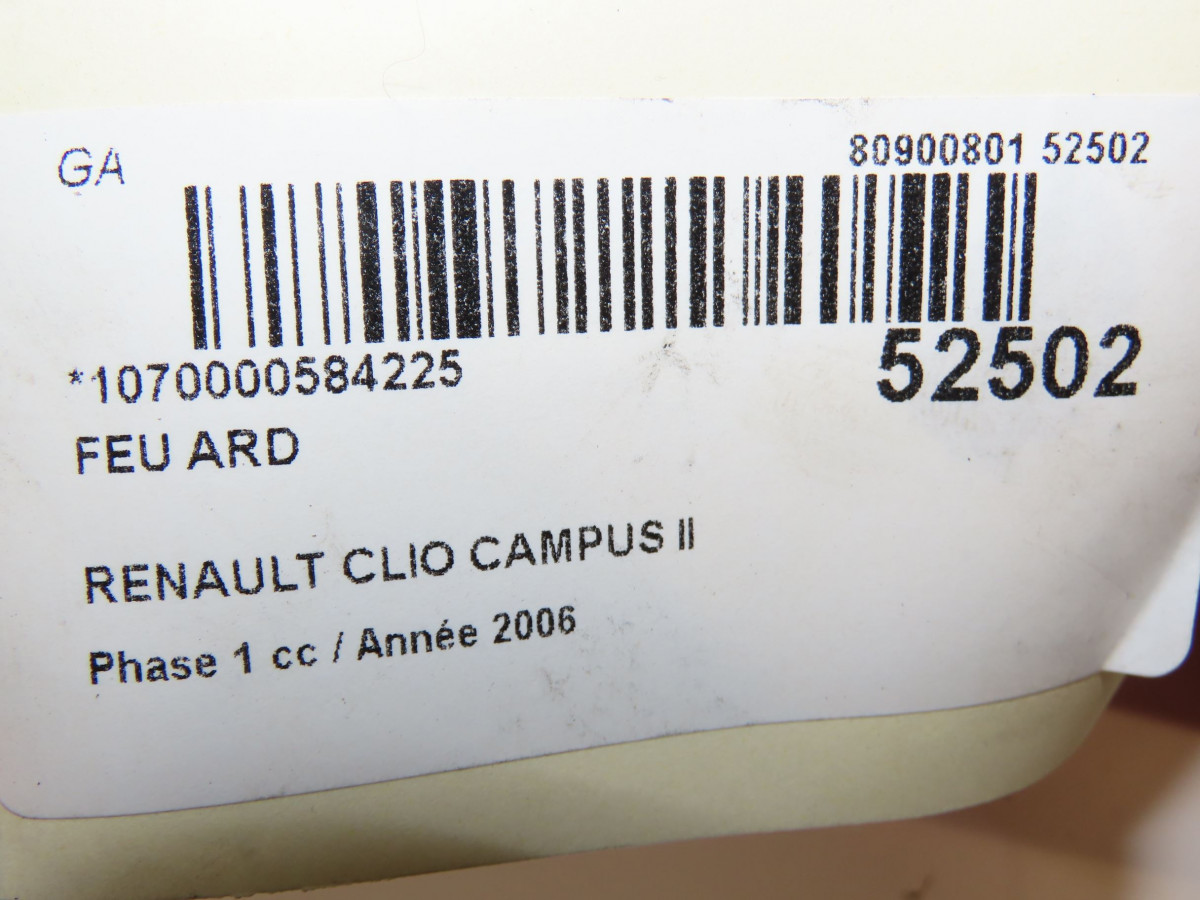 GA
80900801 52502
*1070000584225
52502
FEU ARD
RENAULT CLIO CAMPUS II
Phase 1 cc / Année 2006